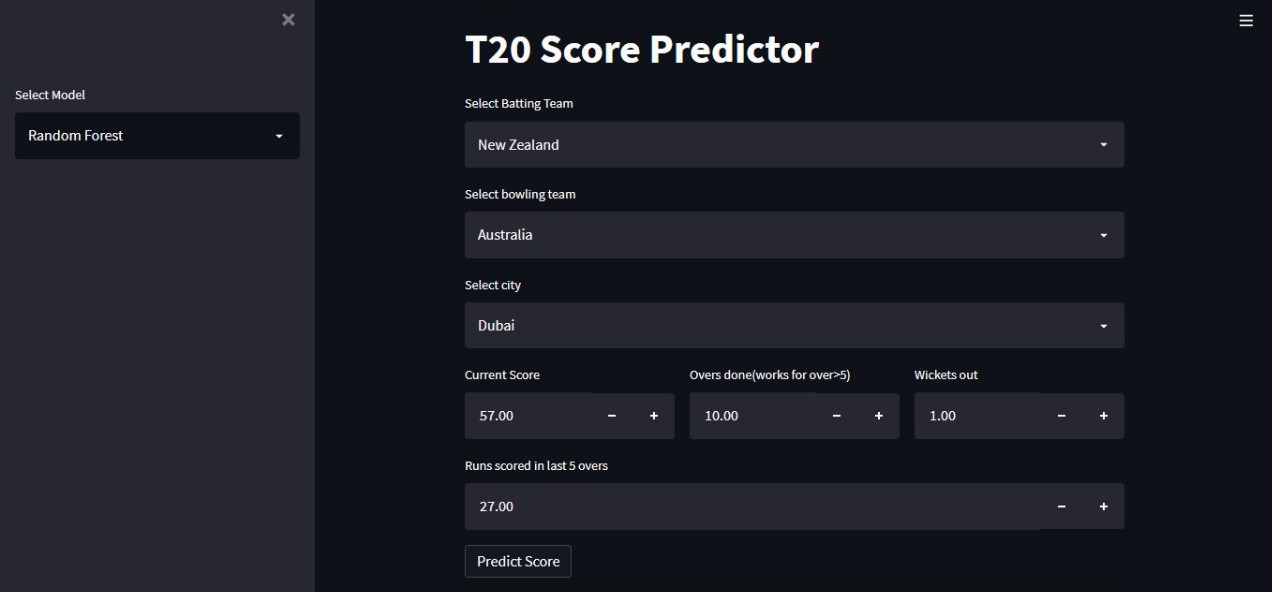 Select Model
Random Forest
T20 Score Predictor
Select Batting Team
New Zealand
Select bowling team
Australia
Select city
Dubai
Current Score
Overs done(works for over>5)
Wickets out
57.00
10.00
1.00
Runs scored in last 5 overs
27.00
Predict Score